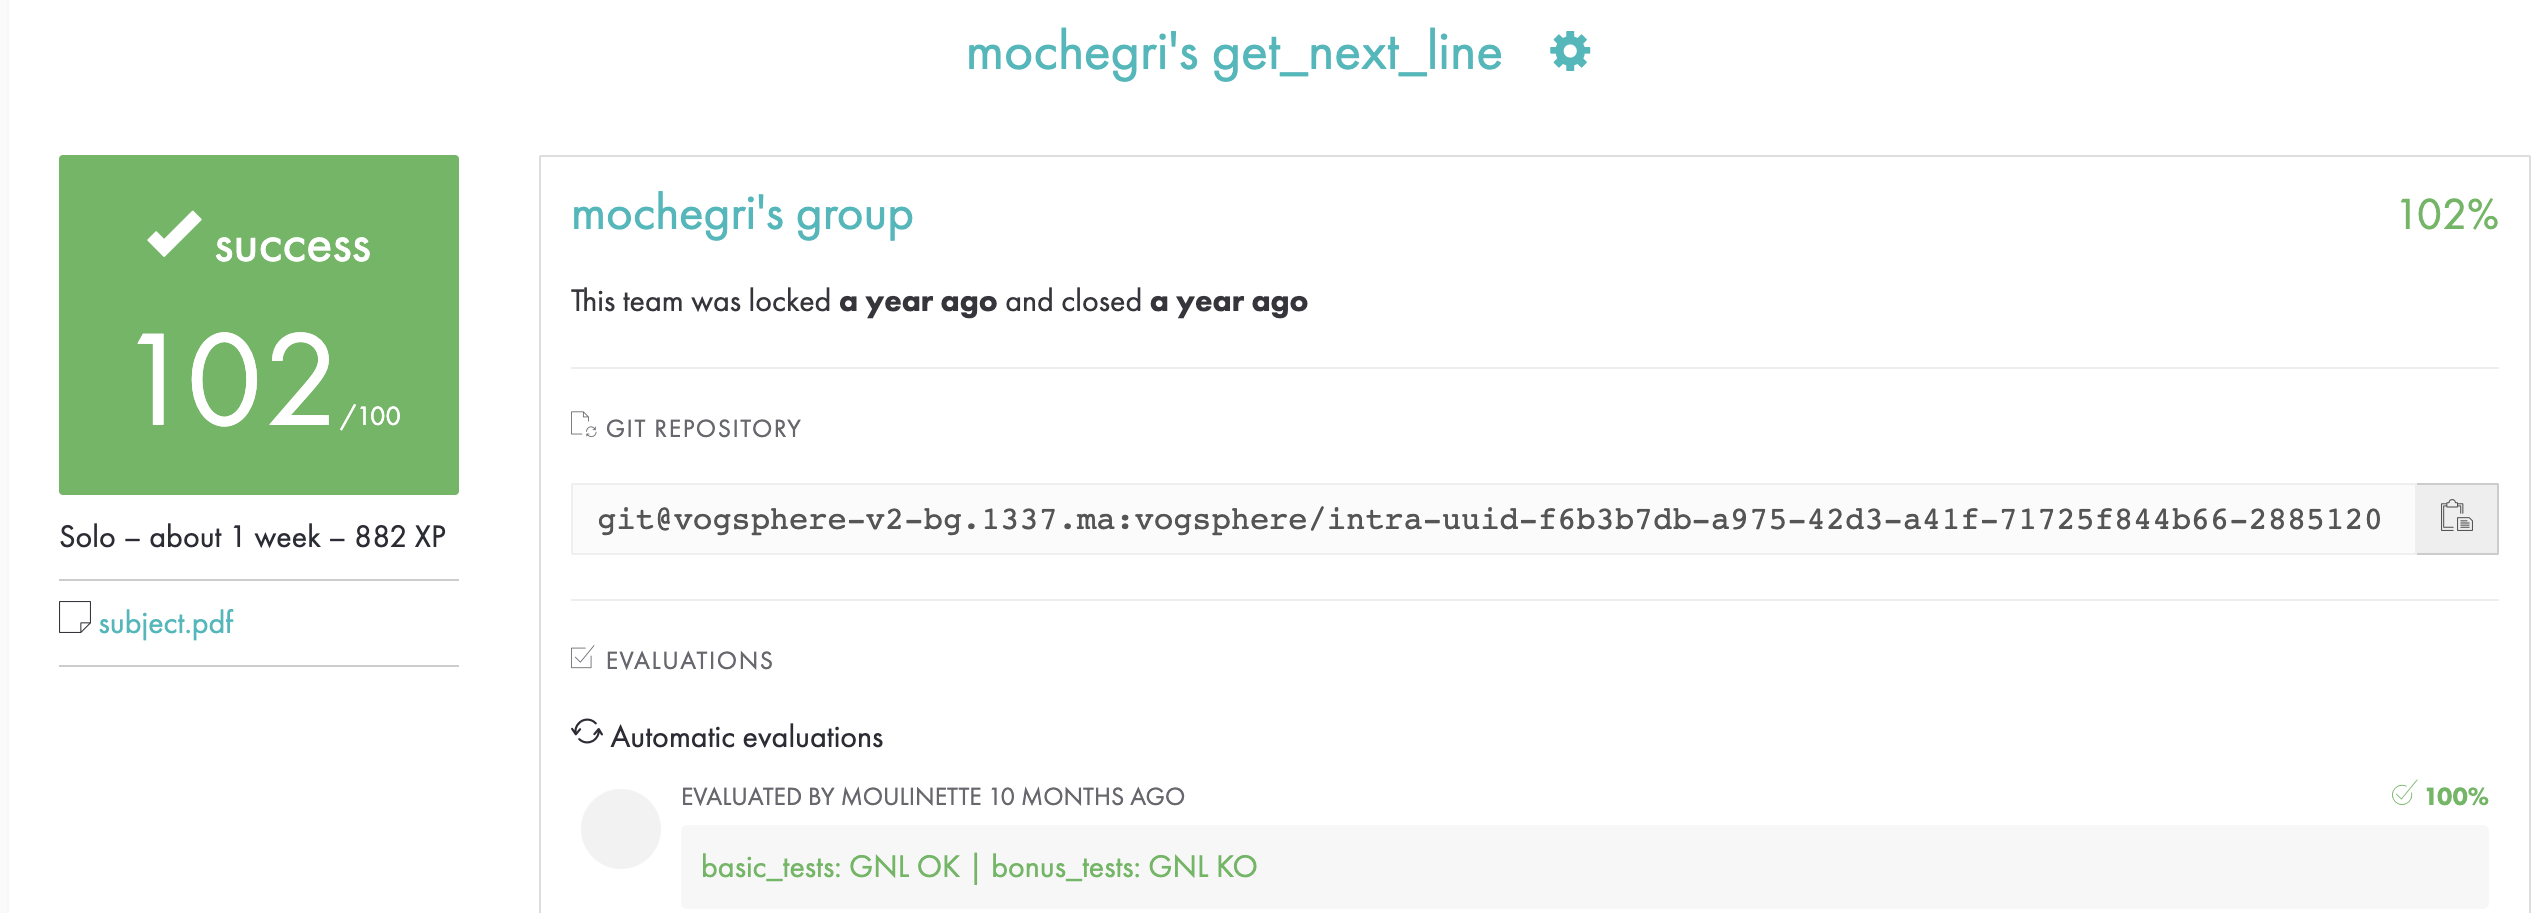 mochegri's get_next_line
success
102/100
Solo – about 1 week – 882 XP
subject.pdf
mochegri's group
102%
This team was locked a year ago and closed a year ago
GIT REPOSITORY
git@vogsphere-v2-bg.1337.ma:vogsphere/intra-uuid-f6b3b7db-a975-42d3-a41f-71725f844b66-2885120
EVALUATIONS
Automatic evaluations
EVALUATED BY MOULINETTE 10 MONTHS AGO
100%
basic_tests: GNL OK | bonus_tests: GNL KO